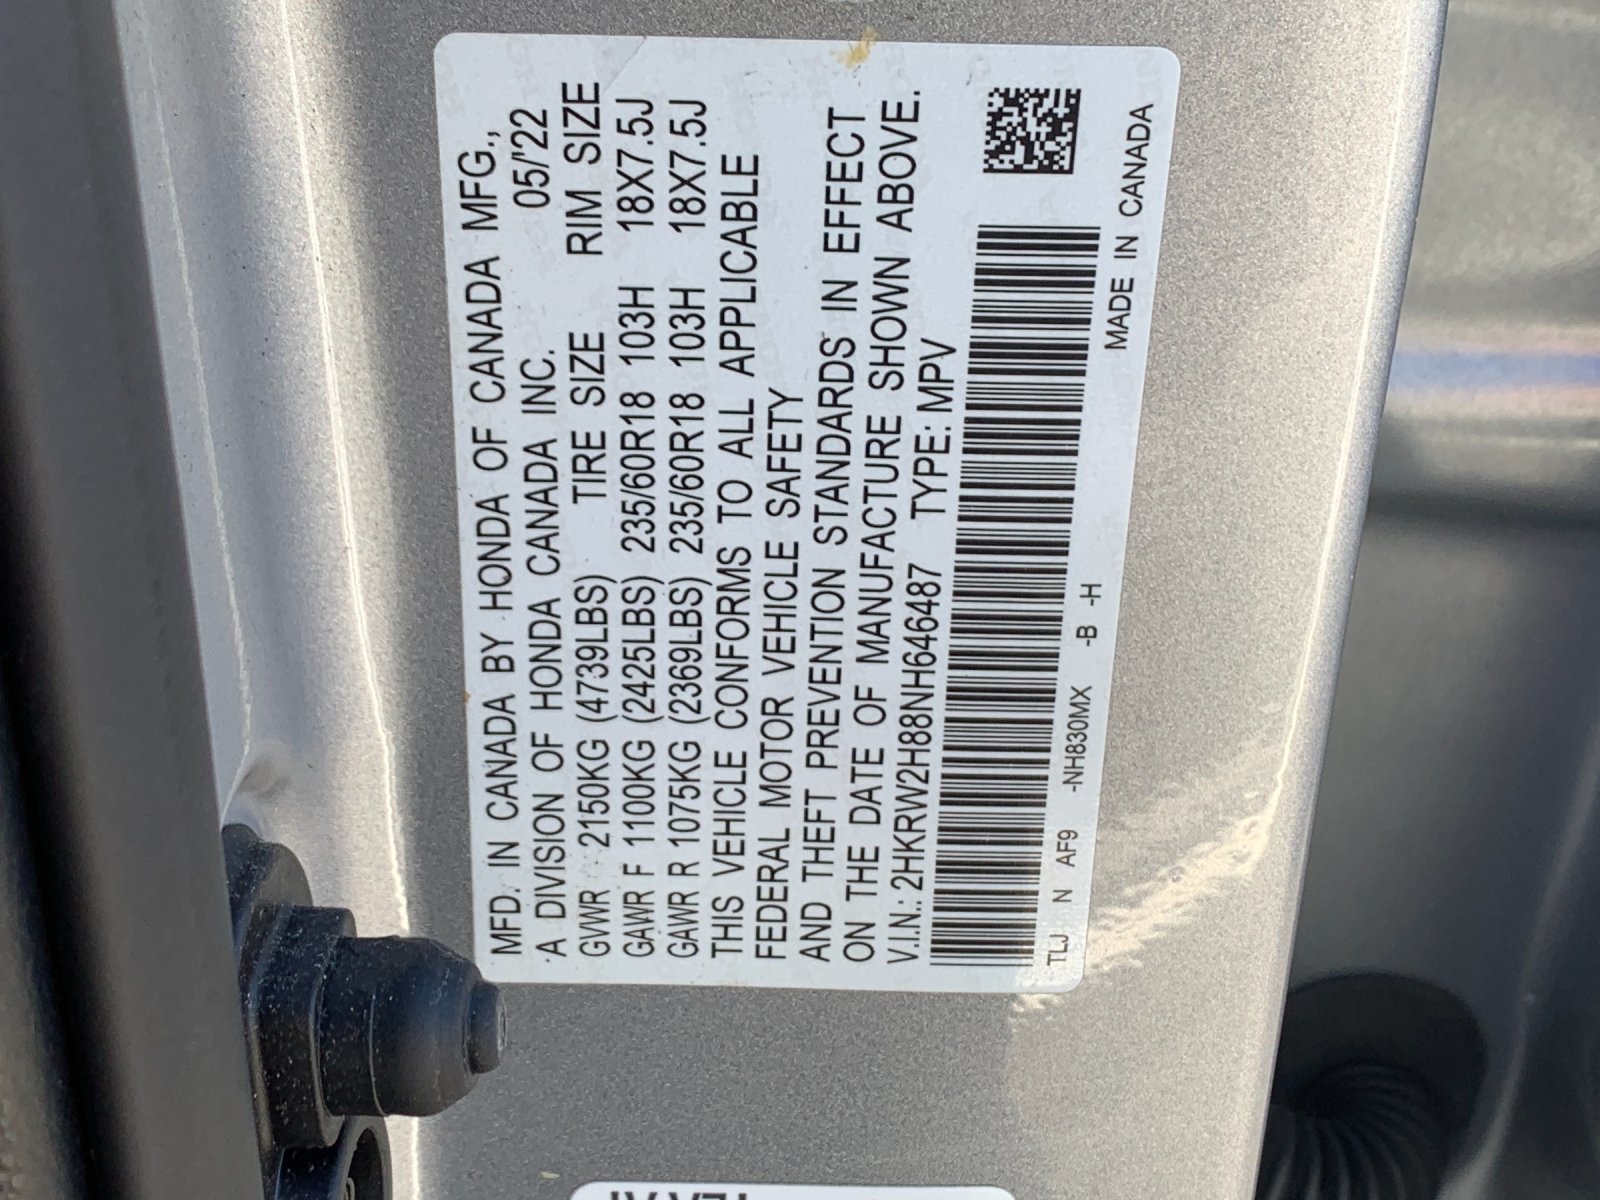 MFD. IN CANADA BY HONDA OF CANADA MFG.,
A DIVISION OF HONDA CANADA INC. 05/'22
GVWR 2150KG (4739LBS) TIRE SIZE RIM SIZE
GAWR F 1100KG (2425LBS) 235/60R18 103H 18X7.5J
GAWR R 1075KG (2369LBS) 235/60R18 103H 18X7.5J
THIS VEHICLE CONFORMS TO ALL APPLICABLE
FEDERAL MOTOR VEHICLE SAFETY
AND THEFT PREVENTION STANDARDS IN EFFECT
ON THE DATE OF MANUFACTURE SHOWN ABOVE.
V.I.N.: 2HKRW2H88NH646487 TYPE: MPV
TLJ N AF9 -NH830MX -B -H
MADE IN CANADA